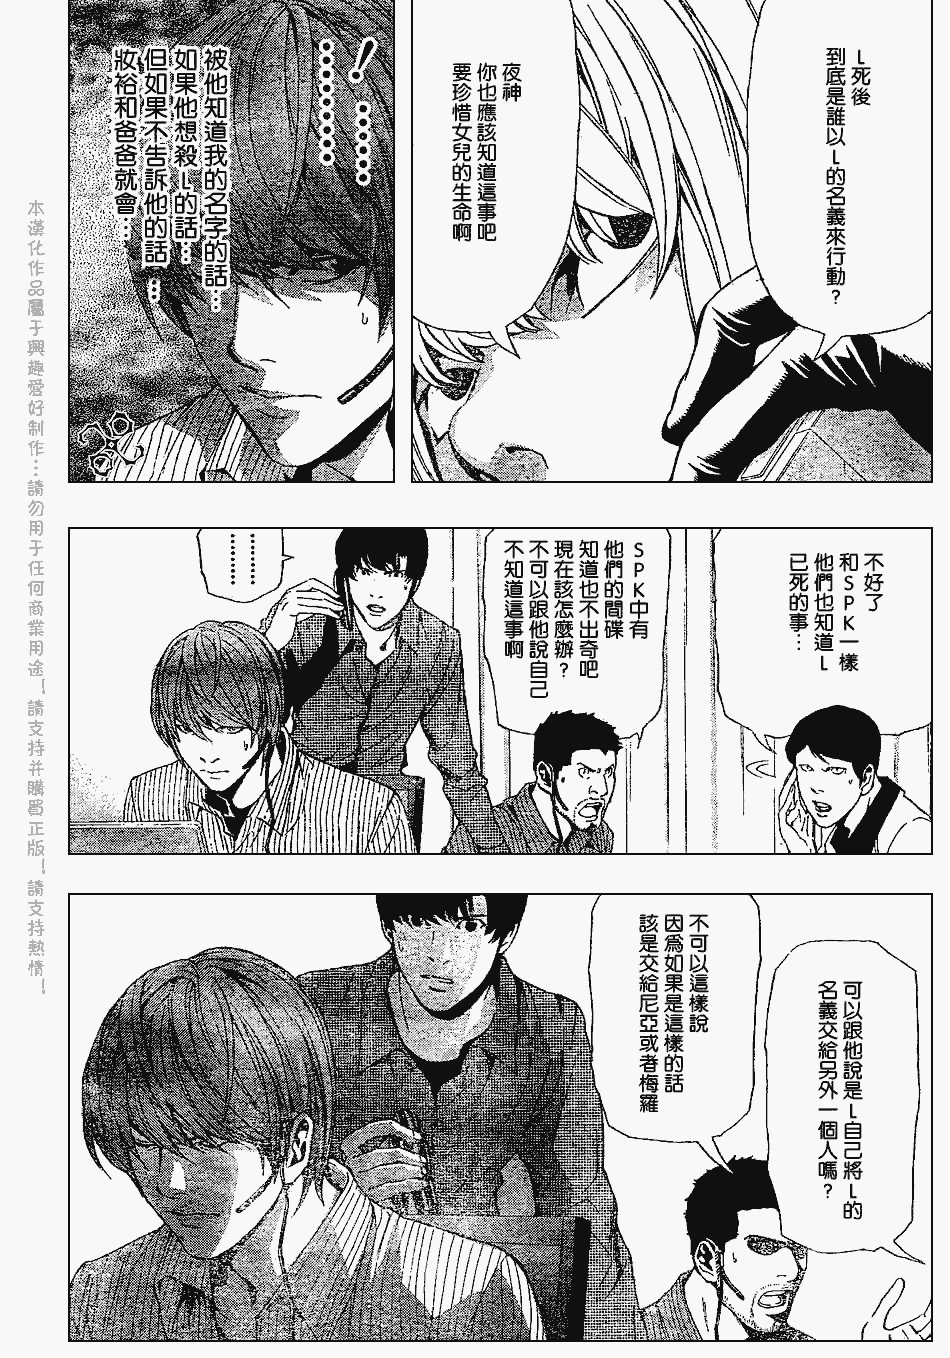 L死後
到底是誰以L的名義來行動?
夜神
你也應該知道這事吧
要珍惜女兒的生命啊
!…………
…………
被他知道我的名字的話…
如果他想殺L的話…
但如果不告訴他的話…
妝裕和爸爸就會…
不好了
和SPK一樣
他們也知道L
已死的事…
SPK中有
他們的間碟
知道也不出奇吧
現在該怎麼辦?
不可以跟他說自己
不知道這事啊
…………
…………
可以跟他說是L自己將L的
名義交給另外一個人嗎?
不可以這樣說
因為如果是這樣的話
該是交給尼亞或者梅羅
本漢化作品屬于興趣愛好制作…請勿用于任何商業用途!請支持并購買正版!請支持熱情!